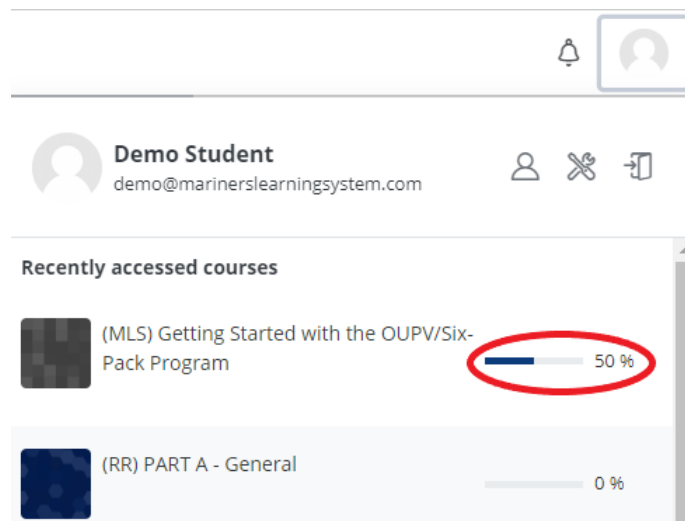 Demo Student
demo@marinerslearningsystem.com
Recently accessed courses
(MLS) Getting Started with the OUPV/Six-
Pack Program
50 %
(RR) PART A - General
0 %